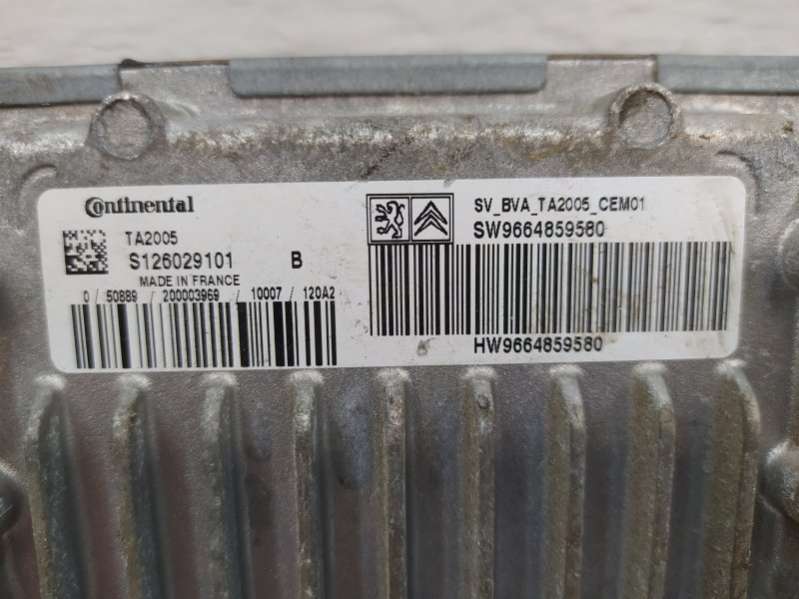 Continental
TA2005
S126029101 B
MADE IN FRANCE
0 / 50889 / 200003969 / 10007 / 120A2
SV_BVA_TA2005_CEM01
SW9664859580
HW9664859580